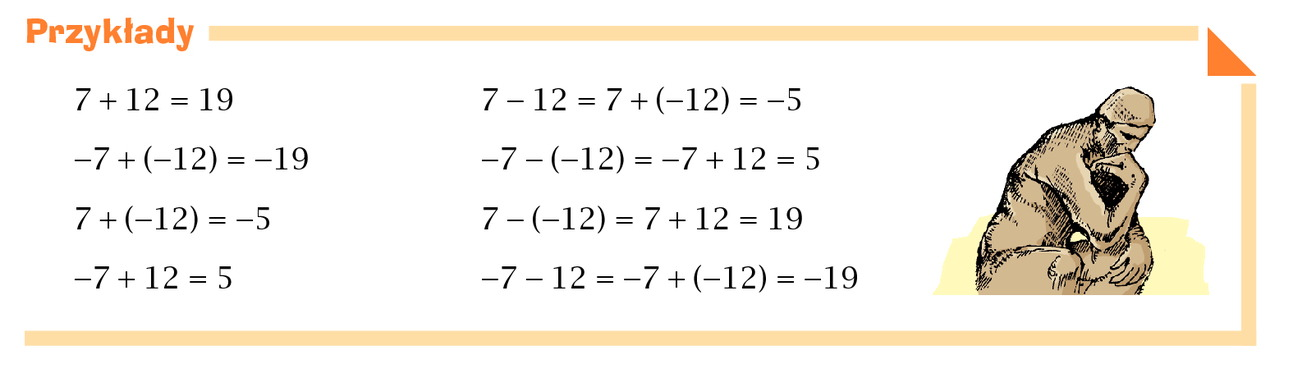 Przykłady
7 + 12 = 19
–7 + (–12) = –19
7 + (–12) = –5
–7 + 12 = 5
7 – 12 = 7 + (–12) = –5
–7 – (–12) = –7 + 12 = 5
7 – (–12) = 7 + 12 = 19
–7 – 12 = –7 + (–12) = –19